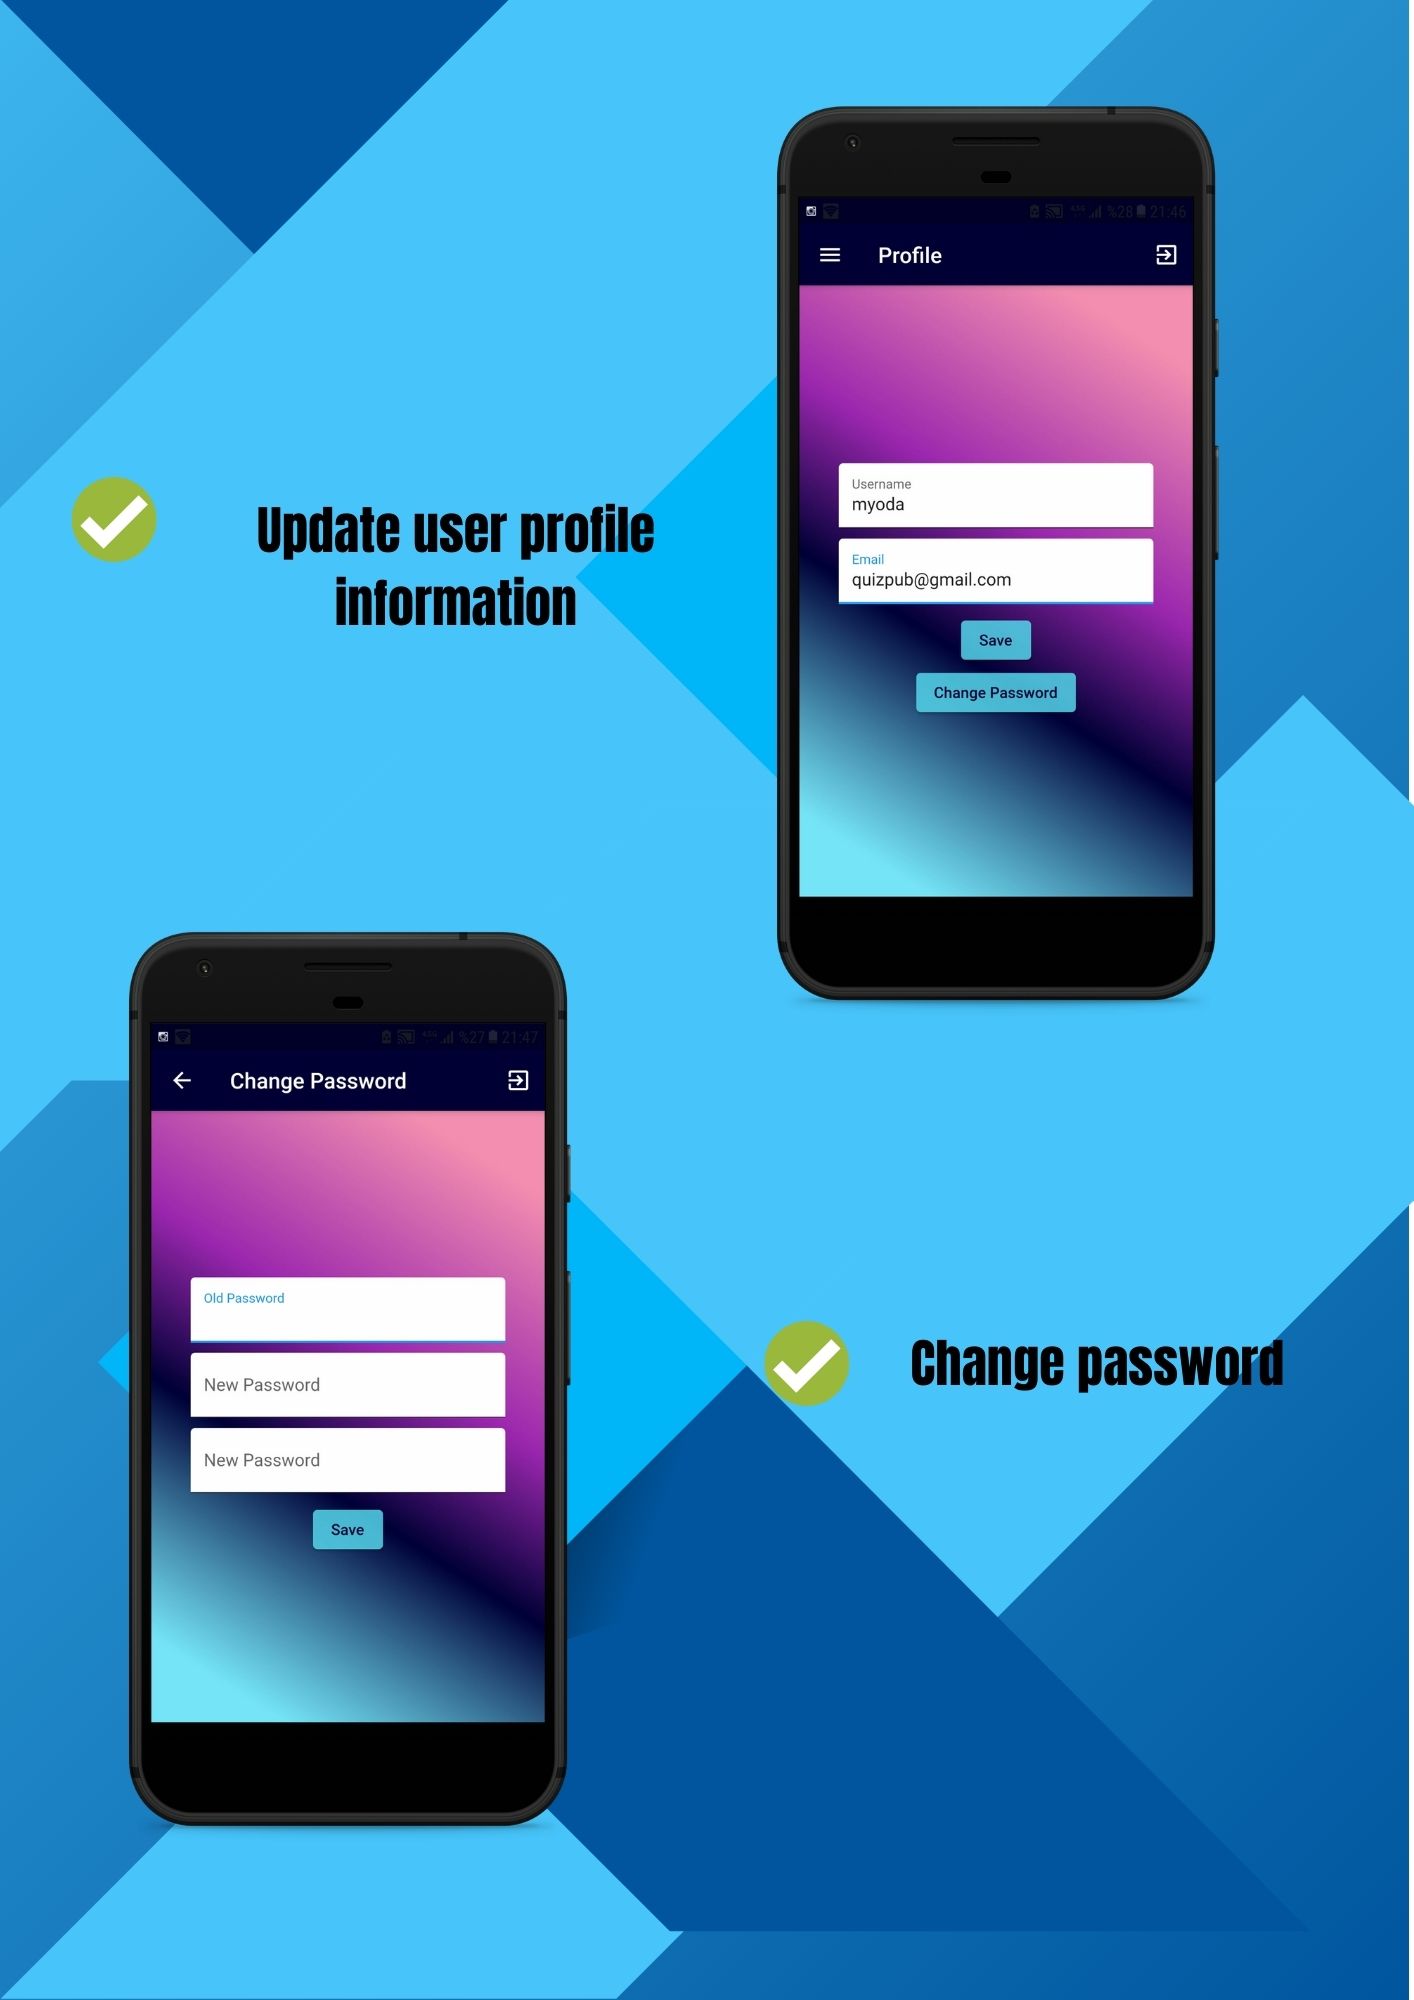 %28 21:46
Profile
Username
myoda
Update user profile
information
Email
quizpub@gmail.com
Save
Change Password
%27 21:47
Change Password
Old Password
New Password
New Password
Save
Change password